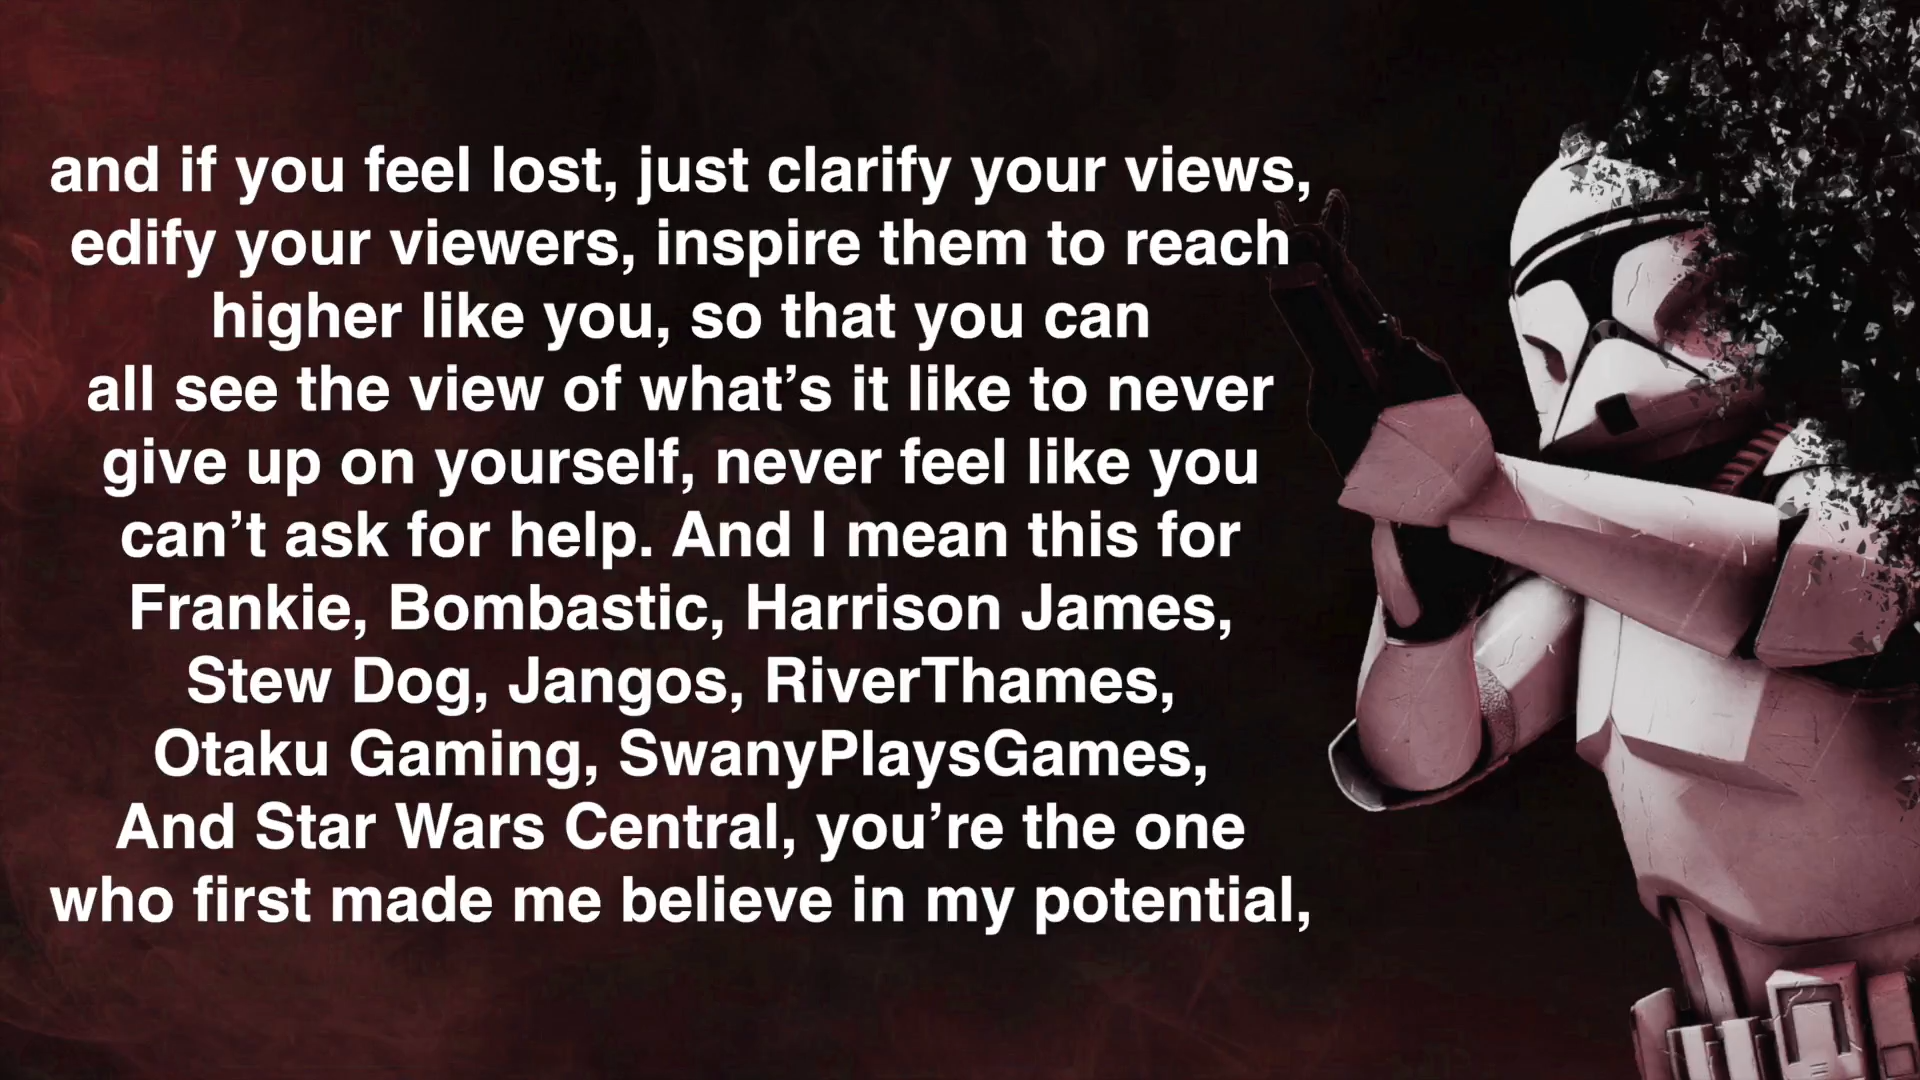 and if you feel lost, just clarify your views,
edify your viewers, inspire them to reach
higher like you, so that you can
all see the view of what’s it like to never
give up on yourself, never feel like you
can’t ask for help. And I mean this for
Frankie, Bombastic, Harrison James,
Stew Dog, Jangos, RiverThames,
Otaku Gaming, SwanyPlaysGames,
And Star Wars Central, you’re the one
who first made me believe in my potential,